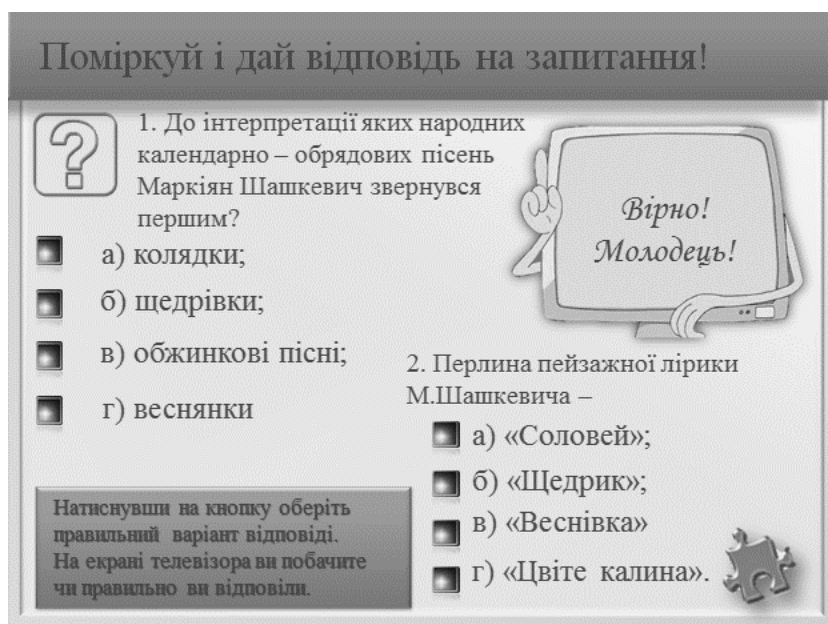 Поміркуй і дай відповідь на запитання!
1. До інтерпретації яких народних
календарно – обрядових пісень
Маркіян Шашкевич звернувся
першим?
а) колядки;
б) щедрівки;
в) обжинкові пісні;
г) веснянки
Вірно!
Молодець!
2. Перлина пейзажної лірики
М.Шашкевича –
а) «Соловей»;
б) «Щедрик»;
в) «Веснівка»
г) «Цвіте калина».
Натиснувши на кнопку оберіть
правильний варіант відповіді.
На екрані телевізора ви побачите
чи правильно ви відповіли.